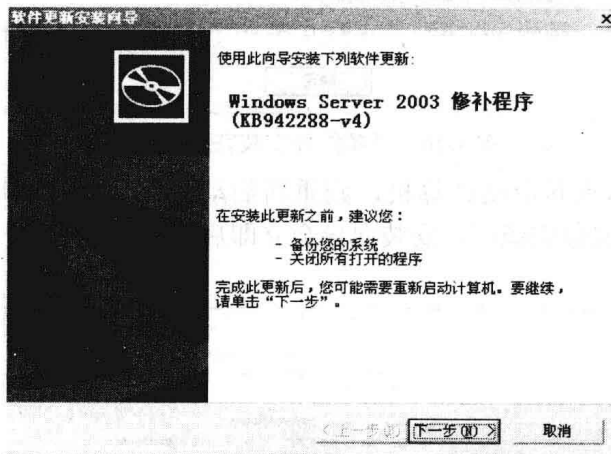 软件更新安装向导
使用此向导安装下列软件更新:
Windows Server 2003 修补程序
(KB942288-v4)
在安装此更新之前，建议您：
- 备份您的系统
- 关闭所有打开的程序
完成此更新后，您可能需要重新启动计算机。要继续，
请单击“下一步”。
下一步(N) > 取消